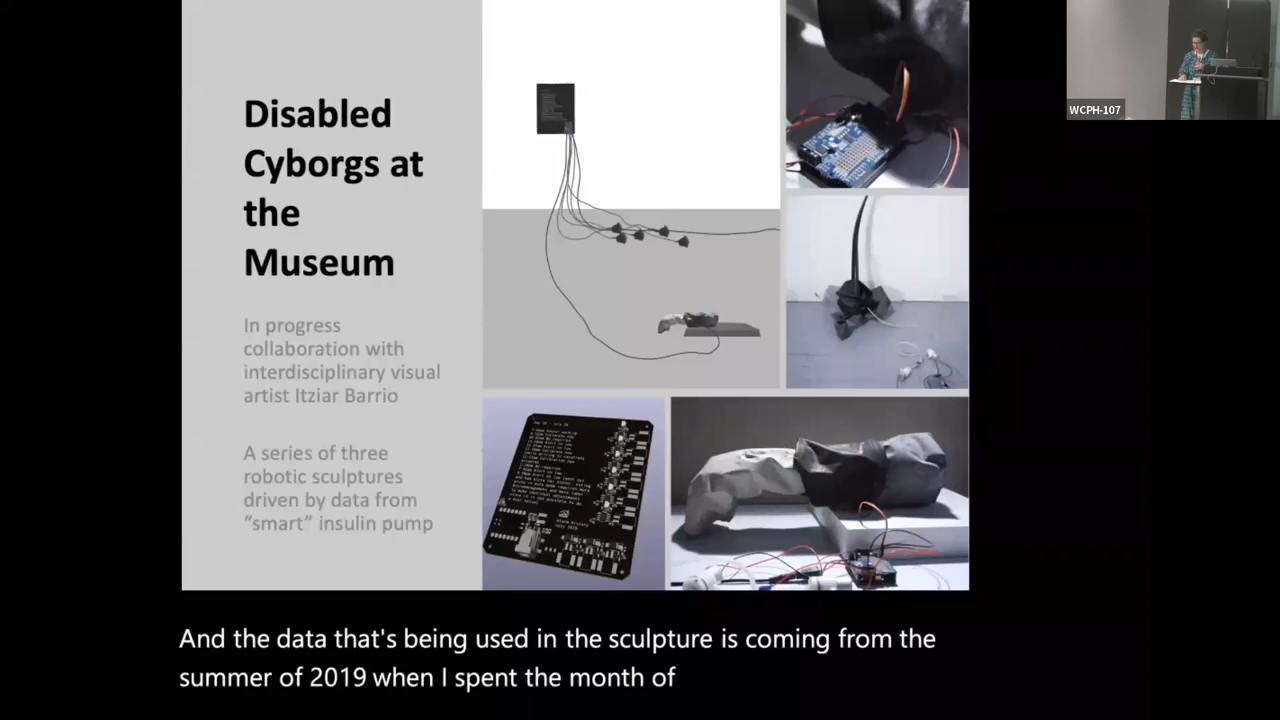 WCPH-107
Disabled
Cyborgs at
the
Museum
In progress
collaboration with
interdisciplinary visual
artist Itziar Barrio
A series of three
robotic sculptures
driven by data from
“smart” insulin pump
And the data that's being used in the sculpture is coming from the
summer of 2019 when I spent the month of